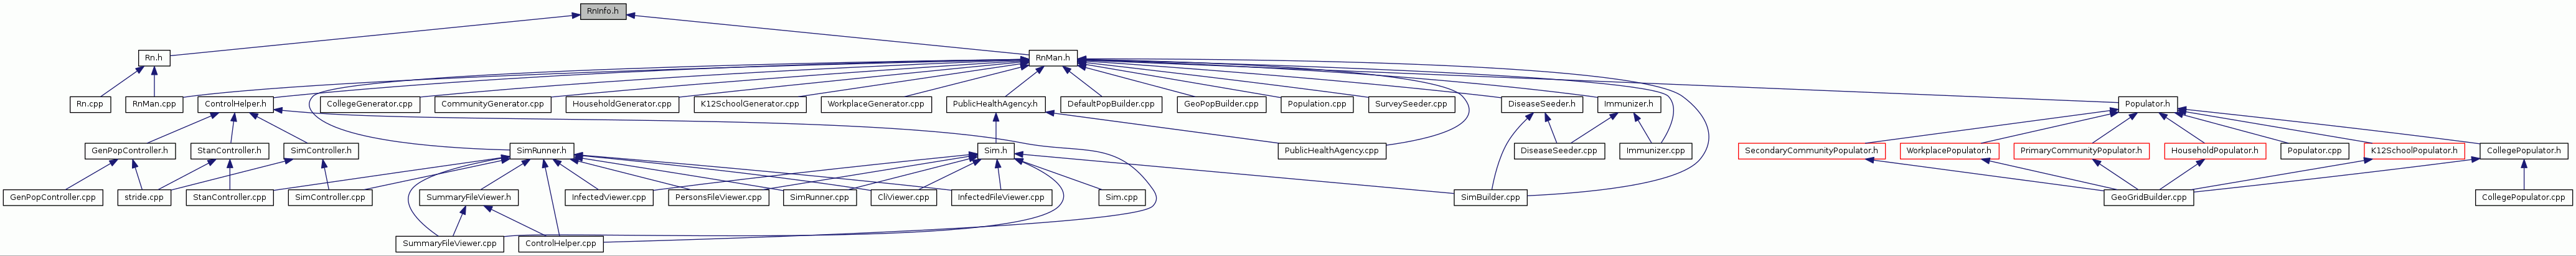 RnInfo.h
Rn.h
RnMan.h
Rn.cpp
RnMan.cpp
ControlHelper.h
CollegeGenerator.cpp
CommunityGenerator.cpp
HouseholdGenerator.cpp
K12SchoolGenerator.cpp
WorkplaceGenerator.cpp
PublicHealthAgency.h
DefaultPopBuilder.cpp
GeoPopBuilder.cpp
Population.cpp
SurveySeeder.cpp
DiseaseSeeder.h
Immunizer.h
Populator.h
GenPopController.h
StanController.h
SimController.h
SimRunner.h
Sim.h
PublicHealthAgency.cpp
DiseaseSeeder.cpp
Immunizer.cpp
SecondaryCommunityPopulator.h
WorkplacePopulator.h
PrimaryCommunityPopulator.h
HouseholdPopulator.h
Populator.cpp
K12SchoolPopulator.h
CollegePopulator.h
GenPopController.cpp
stride.cpp
StanController.cpp
SimController.cpp
SummaryFileViewer.h
InfectedViewer.cpp
PersonsFileViewer.cpp
SimRunner.cpp
CliViewer.cpp
InfectedFileViewer.cpp
Sim.cpp
SimBuilder.cpp
GeoGridBuilder.cpp
CollegePopulator.cpp
SummaryFileViewer.cpp
ControlHelper.cpp